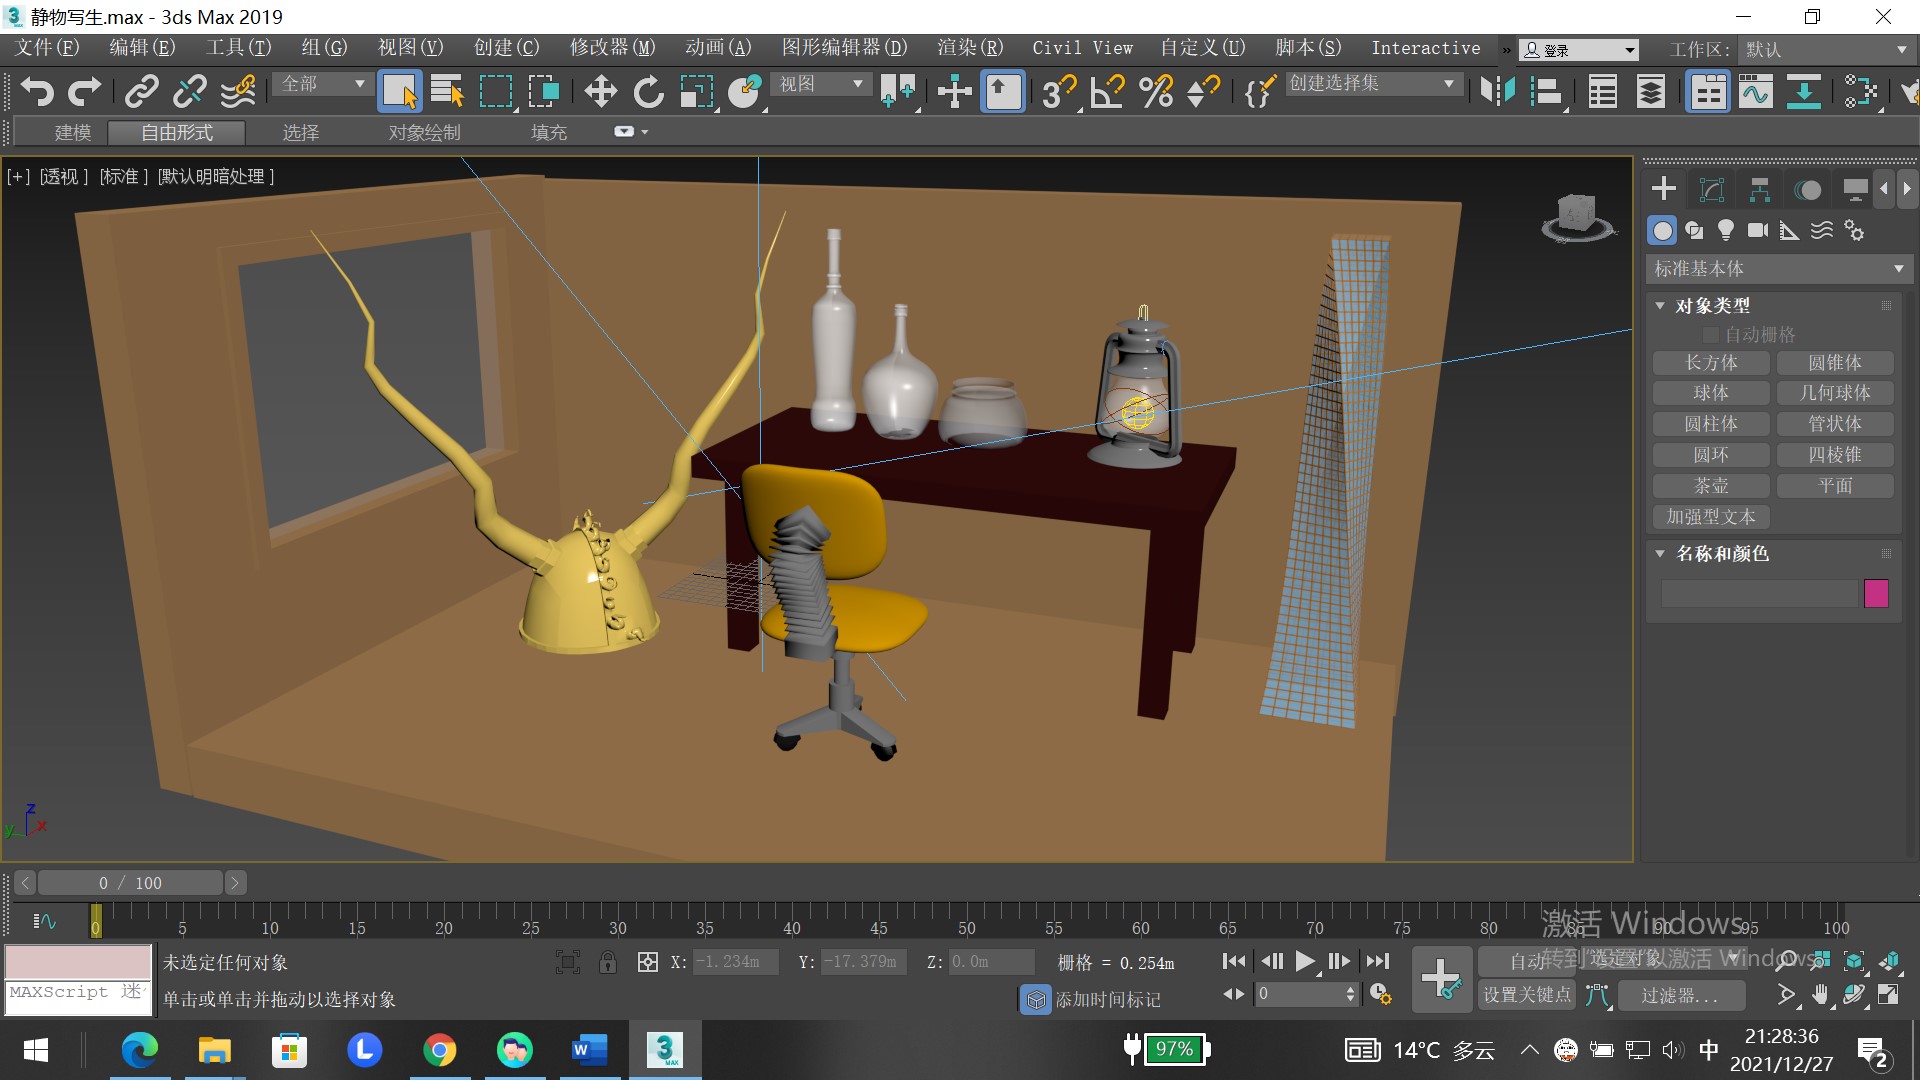 静物写生.max - 3ds Max 2019
文件(F) 编辑(E) 工具(T) 组(G) 视图(V) 创建(C) 修改器(M) 动画(A) 图形编辑器(D) 渲染(R) Civil View 自定义(U) 脚本(S) Interactive » 登录 工作区: 默认
全部 视图 3 创建选择集
建模 自由形式 选择 对象绘制 填充
[+] [透视 ] [标准 ] [默认明暗处理 ]
标准基本体
对象类型
自动栅格
长方体 圆锥体
球体 几何球体
圆柱体 管状体
圆环 四棱锥
茶壶 平面
加强型文本
名称和颜色
z
y x
0 / 100
0 5 10 15 20 25 30 35 40 45 50 55 60 65 70 75 80 85 90 95 100
激活 Windows
转到"设置"以激活 Windows。
未选定任何对象 X: -1.234m Y: -17.379m Z: 0.0m 栅格 = 0.254m 自动 选定对象
MAXScript 迷
单击或单击并拖动以选择对象 添加时间标记 0 设置关键点 过滤器...
97% 14°C 多云 中 21:28:36
2021/12/27 2